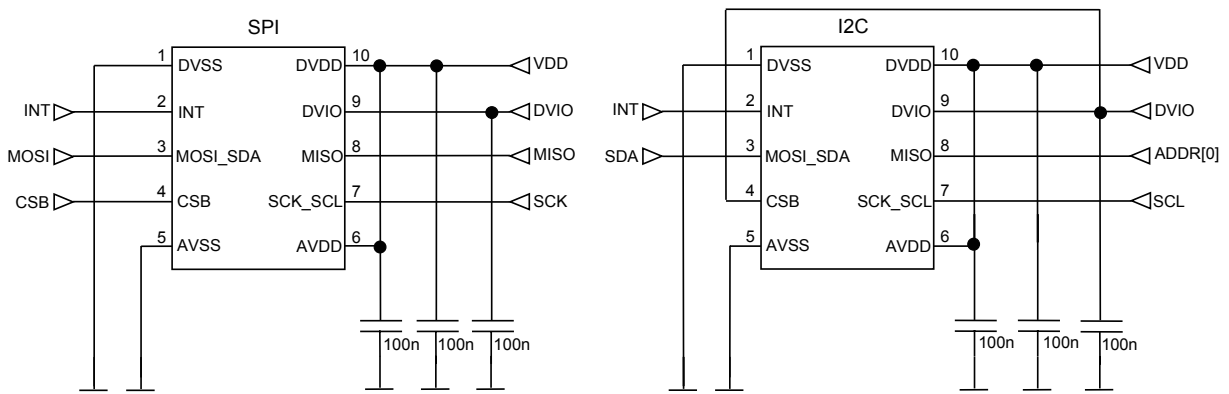 SPI
1 DVSS DVDD 10 VDD
INT 2 INT DVIO 9 DVIO
MOSI 3 MOSI_SDA MISO 8 MISO
CSB 4 CSB SCK_SCL 7 SCK
5 AVSS AVDD 6
100n 100n 100n
I2C
1 DVSS DVDD 10 VDD
INT 2 INT DVIO 9 DVIO
SDA 3 MOSI_SDA MISO 8 ADDR[0]
4 CSB SCK_SCL 7 SCL
5 AVSS AVDD 6
100n 100n 100n